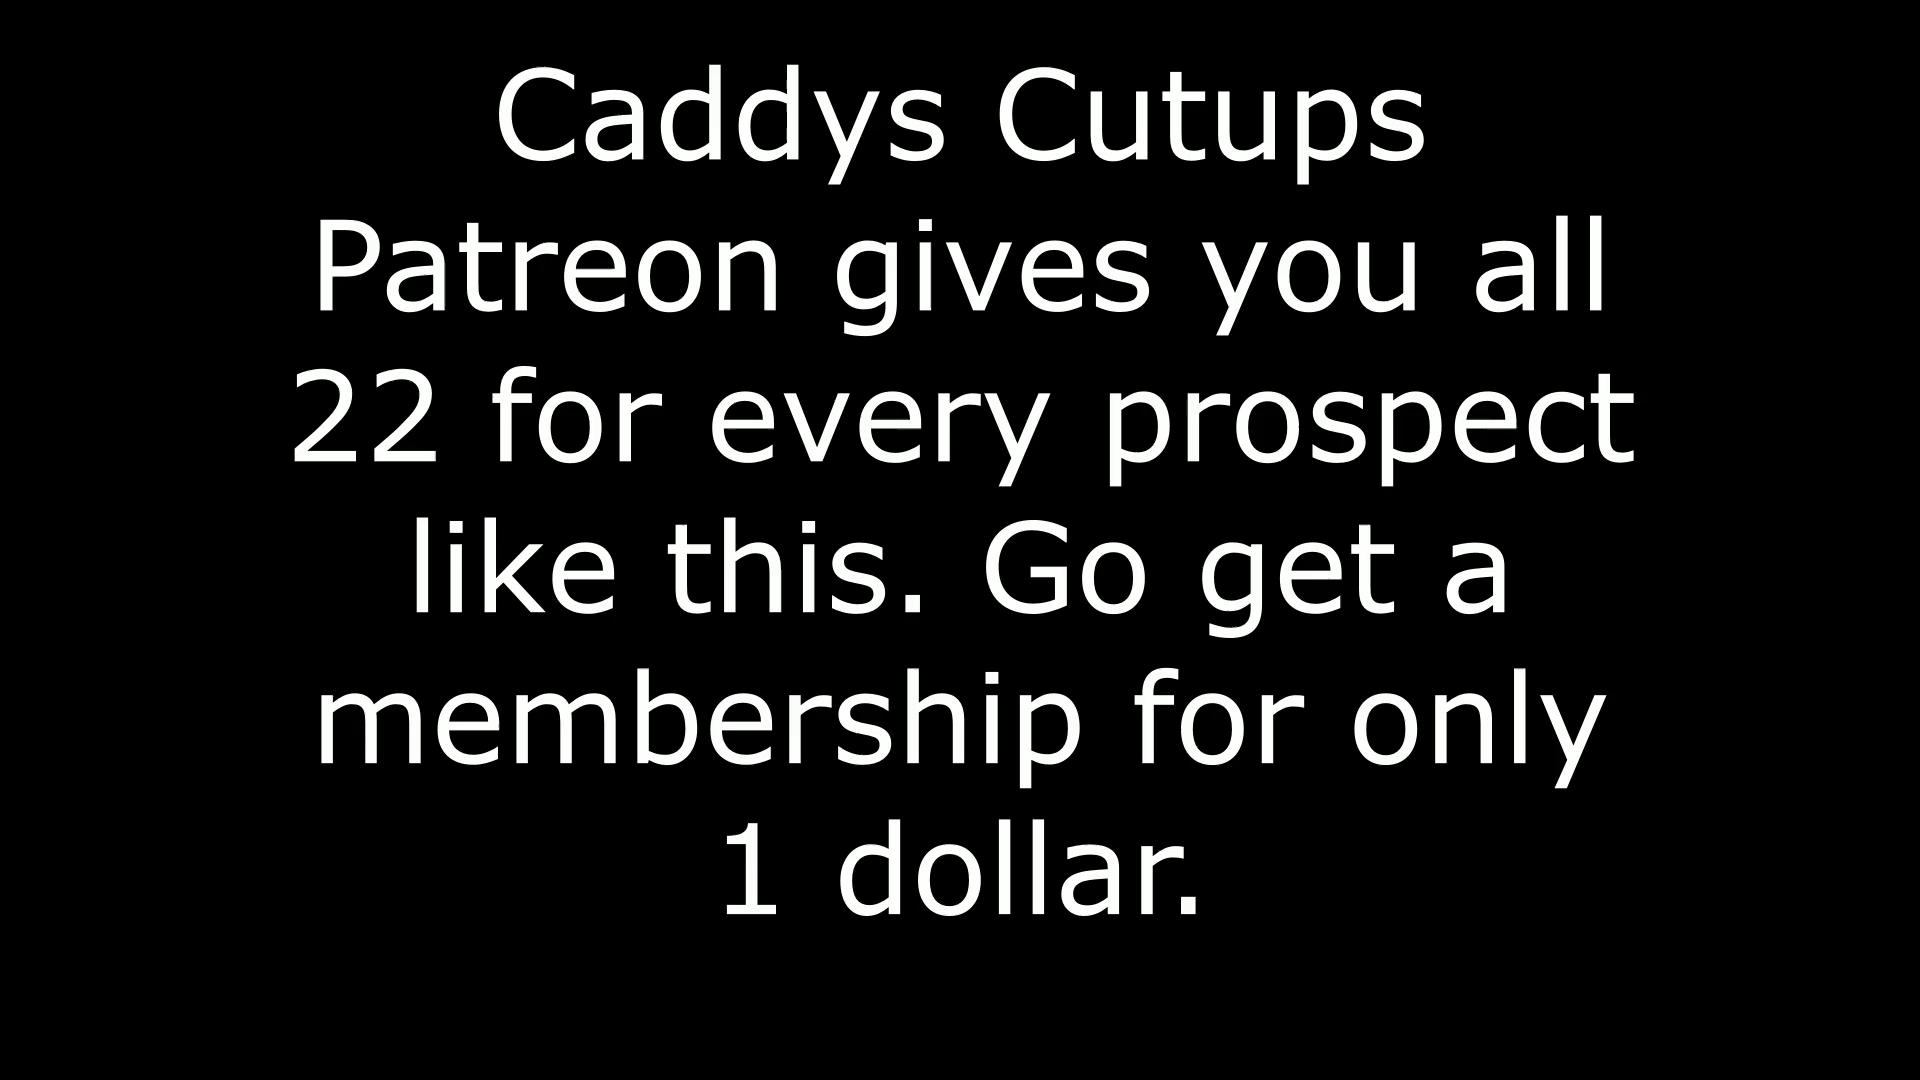 Caddys Cutups
Patreon gives you all
22 for every prospect
like this. Go get a
membership for only
1 dollar.